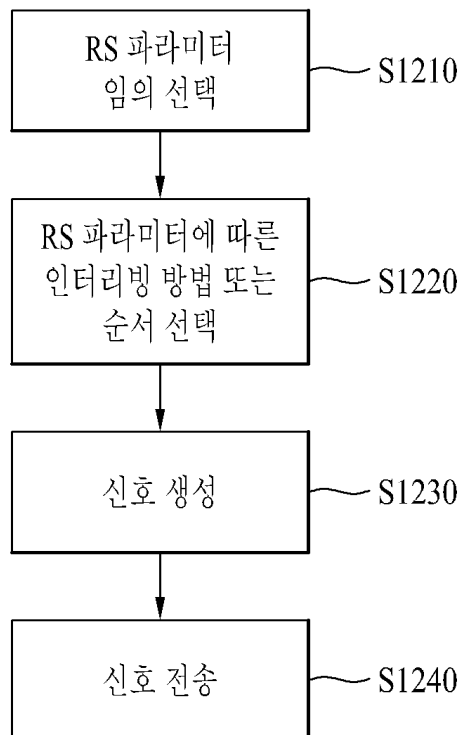 RS 파라미터
임의 선택
S1210
RS 파라미터에 따른
인터리빙 방법 또는
순서 선택
S1220
신호 생성
S1230
신호 전송
S1240